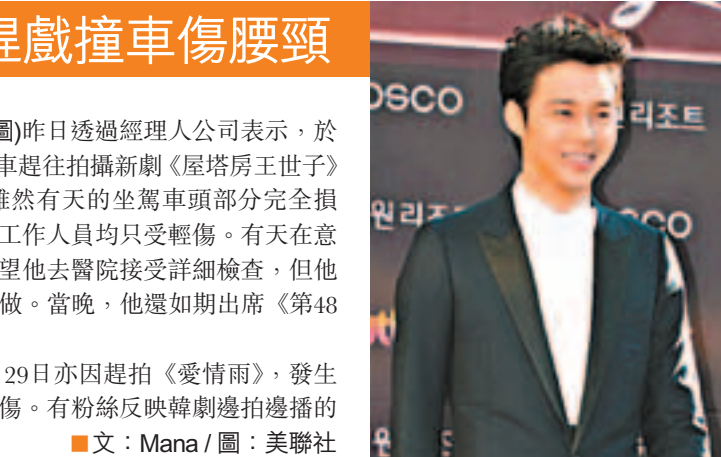 趕戲撞車傷腰頸
圖)昨日透過經理人公司表示，於
車趕往拍攝新劇《屋塔房王世子》
雖然有天的坐駕車頭部分完全損
工作人員均只受輕傷。有天在意
望他去醫院接受詳細檢查，但他
做。當晚，他還如期出席《第48
29日亦因趕拍《愛情雨》，發生
傷。有粉絲反映韓劇邊拍邊播的
■文：Mana / 圖：美聯社
OSCO
원리조트
원리조
CO
원